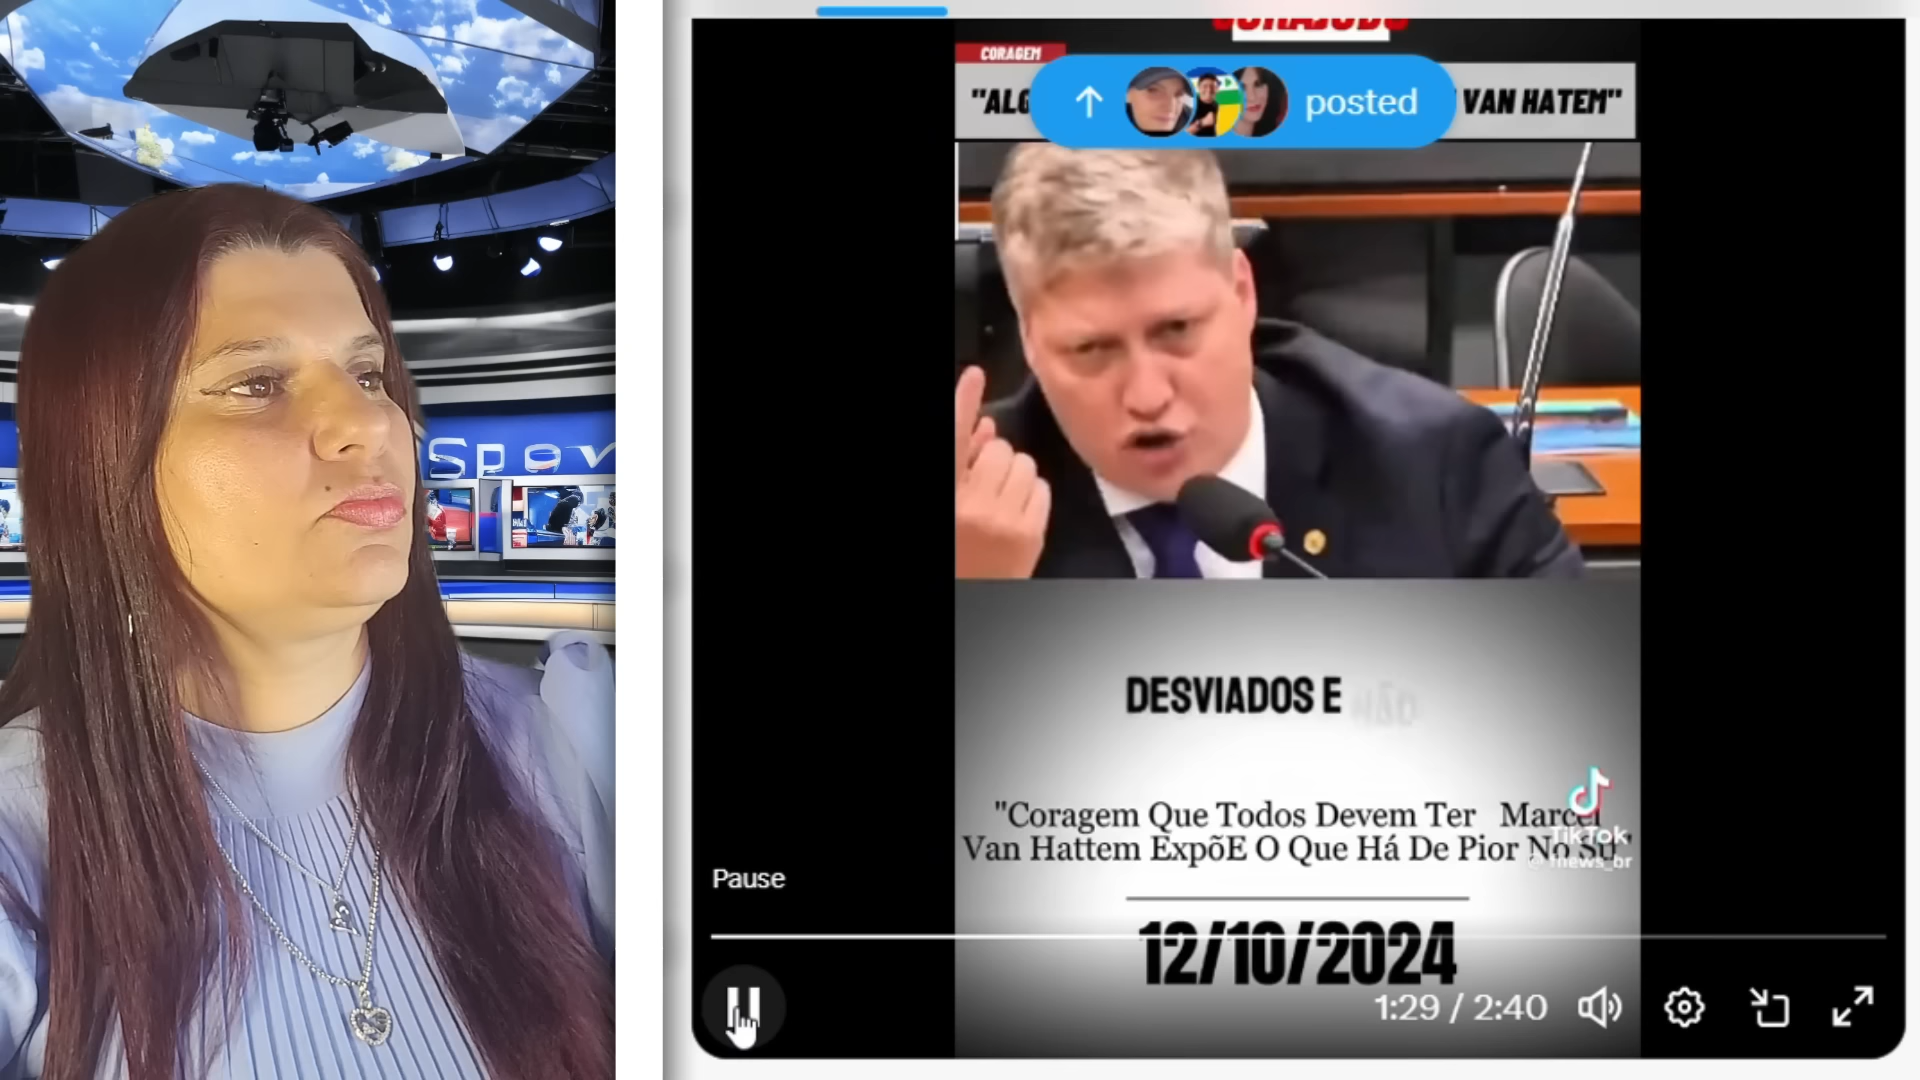 CORAGEM
"ALG
posted
VAN HATEM"
DESVIADOS E NÃO
"Coragem Que Todos Devem Ter Marcel
Van Hattem ExpõE O Que Há De Pior No
TikTok
Pause
12/10/2024
1:29 / 2:40